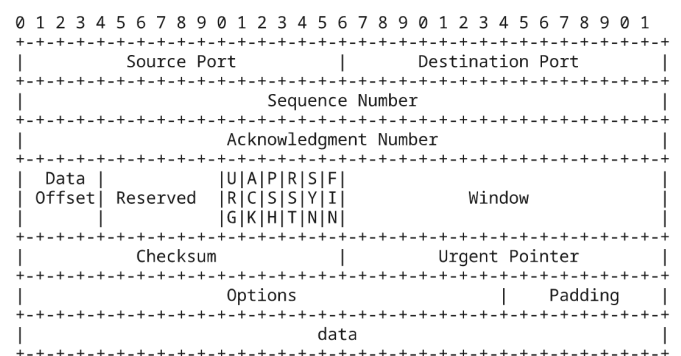 0 1 2 3 4 5 6 7 8 9 0 1 2 3 4 5 6 7 8 9 0 1 2 3 4 5 6 7 8 9 0 1
+-+-+-+-+-+-+-+-+-+-+-+-+-+-+-+-+-+-+-+-+-+-+-+-+-+-+-+-+-+-+-+-+
|          Source Port          |       Destination Port        |
+-+-+-+-+-+-+-+-+-+-+-+-+-+-+-+-+-+-+-+-+-+-+-+-+-+-+-+-+-+-+-+-+
|                        Sequence Number                        |
+-+-+-+-+-+-+-+-+-+-+-+-+-+-+-+-+-+-+-+-+-+-+-+-+-+-+-+-+-+-+-+-+
|                    Acknowledgment Number                      |
+-+-+-+-+-+-+-+-+-+-+-+-+-+-+-+-+-+-+-+-+-+-+-+-+-+-+-+-+-+-+-+-+
|  Data |           |U|A|P|R|S|F|                               |
| Offset| Reserved  |R|C|S|S|Y|I|            Window             |
|       |           |G|K|H|T|N|N|                               |
+-+-+-+-+-+-+-+-+-+-+-+-+-+-+-+-+-+-+-+-+-+-+-+-+-+-+-+-+-+-+-+-+
|           Checksum            |         Urgent Pointer        |
+-+-+-+-+-+-+-+-+-+-+-+-+-+-+-+-+-+-+-+-+-+-+-+-+-+-+-+-+-+-+-+-+
|                    Options                    |    Padding    |
+-+-+-+-+-+-+-+-+-+-+-+-+-+-+-+-+-+-+-+-+-+-+-+-+-+-+-+-+-+-+-+-+
|                             data                              |
+-+-+-+-+-+-+-+-+-+-+-+-+-+-+-+-+-+-+-+-+-+-+-+-+-+-+-+-+-+-+-+-+